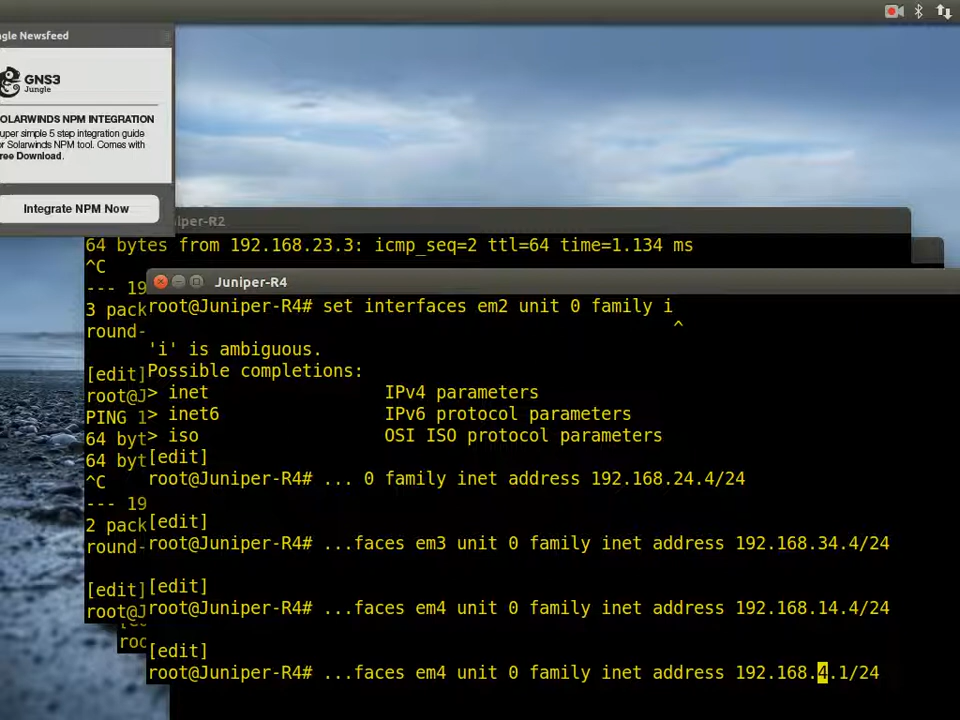 gle Newsfeed
GNS3
Jungle
OLARWINDS NPM INTEGRATION
uper simple 5 step integration guide
or Solarwinds NPM tool. Comes with
ree Download.
Integrate NPM Now
iper-R2
64 bytes from 192.168.23.3: icmp_seq=2 ttl=64 time=1.134 ms
^C
--- 19
3 pack
round-
[edit]
root@J
PING 1
64 byt
64 byt
^C
--- 19
2 pack
round-
[edit]
root@J
roo
Juniper-R4
root@Juniper-R4# set interfaces em2 unit 0 family i
^
'i' is ambiguous.
Possible completions:
> inet IPv4 parameters
> inet6 IPv6 protocol parameters
> iso OSI ISO protocol parameters
[edit]
root@Juniper-R4# ... 0 family inet address 192.168.24.4/24
[edit]
root@Juniper-R4# ...faces em3 unit 0 family inet address 192.168.34.4/24
[edit]
root@Juniper-R4# ...faces em4 unit 0 family inet address 192.168.14.4/24
[edit]
root@Juniper-R4# ...faces em4 unit 0 family inet address 192.168.4.1/24